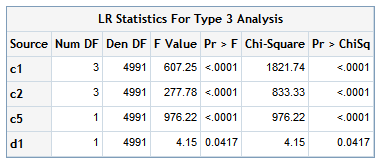 LR Statistics For Type 3 Analysis
Source Num DF Den DF F Value Pr > F Chi-Square Pr > ChiSq
c1 3 4991 607.25 <.0001 1821.74 <.0001
c2 3 4991 277.78 <.0001 833.33 <.0001
c5 1 4991 976.22 <.0001 976.22 <.0001
d1 1 4991 4.15 0.0417 4.15 0.0417